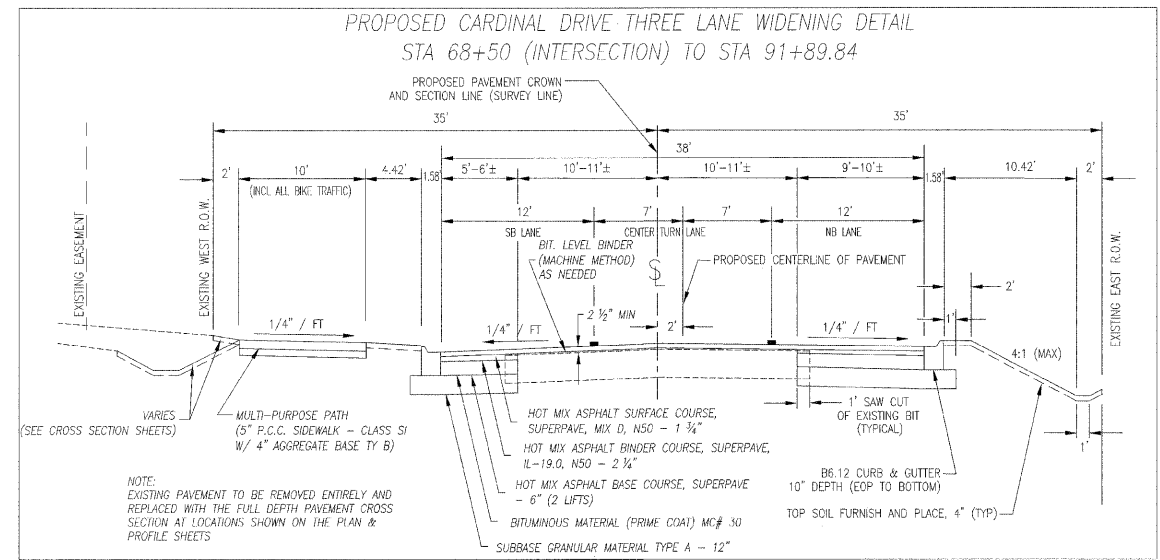 PROPOSED CARDINAL DRIVE THREE LANE WIDENING DETAIL
STA 68+50 (INTERSECTION) TO STA 91+89.84
PROPOSED PAVEMENT CROWN
AND SECTION LINE (SURVEY LINE)
35'
35'
38'
2'
10'
4.42'
1.58'
5'-6'±
10'-11'±
10'-11'±
9'-10'±
1.58'
10.42'
2'
(INCL ALL BIKE TRAFFIC)
12'
7'
7'
12'
SB LANE
CENTER TURN LANE
NB LANE
EXISTING EASEMENT
EXISTING WEST R.O.W.
BIT. LEVEL BINDER
(MACHINE METHOD)
AS NEEDED
PROPOSED CENTERLINE OF PAVEMENT
EXISTING EAST R.O.W.
2'
1'
1/4" / FT
1/4" / FT
2 ½" MIN
2'
1/4" / FT
4:1 (MAX)
VARIES
(SEE CROSS SECTION SHEETS)
MULTI-PURPOSE PATH
(5" P.C.C. SIDEWALK - CLASS SI
W/ 4" AGGREGATE BASE TY B)
HOT MIX ASPHALT SURFACE COURSE,
SUPERPAVE, MIX D, N50 - 1 ¾"
HOT MIX ASPHALT BINDER COURSE, SUPERPAVE,
IL-19.0, N50 - 2 ¼"
HOT MIX ASPHALT BASE COURSE, SUPERPAVE
- 6" (2 LIFTS)
BITUMINOUS MATERIAL (PRIME COAT) MC# 30
SUBBASE GRANULAR MATERIAL TYPE A - 12"
1' SAW CUT
OF EXISTING BIT
(TYPICAL)
1'
B6.12 CURB & GUTTER
10" DEPTH (EOP TO BOTTOM)
TOP SOIL FURNISH AND PLACE, 4" (TYP)
NOTE:
EXISTING PAVEMENT TO BE REMOVED ENTIRELY AND
REPLACED WITH THE FULL DEPTH PAVEMENT CROSS
SECTION AT LOCATIONS SHOWN ON THE PLAN &
PROFILE SHEETS